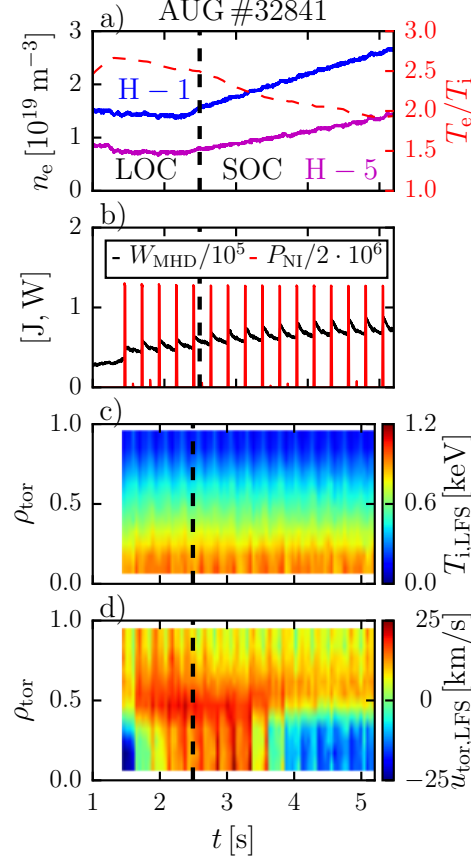 AUG #32841
a)
3
2
1
0
n_e [10^19 m^−3]
H − 1
LOC
SOC
H − 5
3.0
2.5
2.0
1.5
1.0
T_e/T_i
b)
2
1
0
[J, W]
W_MHD/10^5
P_NI/2 · 10^6
c)
1.0
0.5
0.0
ρ_tor
1.2
0.6
0.0
T_i,LFS [keV]
d)
1.0
0.5
0.0
ρ_tor
25
0
−25
u_tor,LFS [km/s]
1 2 3 4 5
t [s]